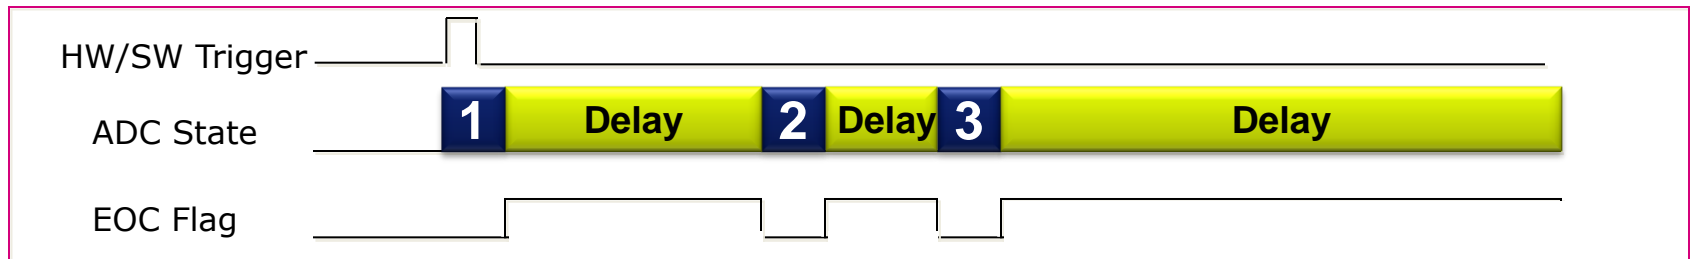 HW/SW Trigger
ADC State
1 Delay 2 Delay 3 Delay
EOC Flag